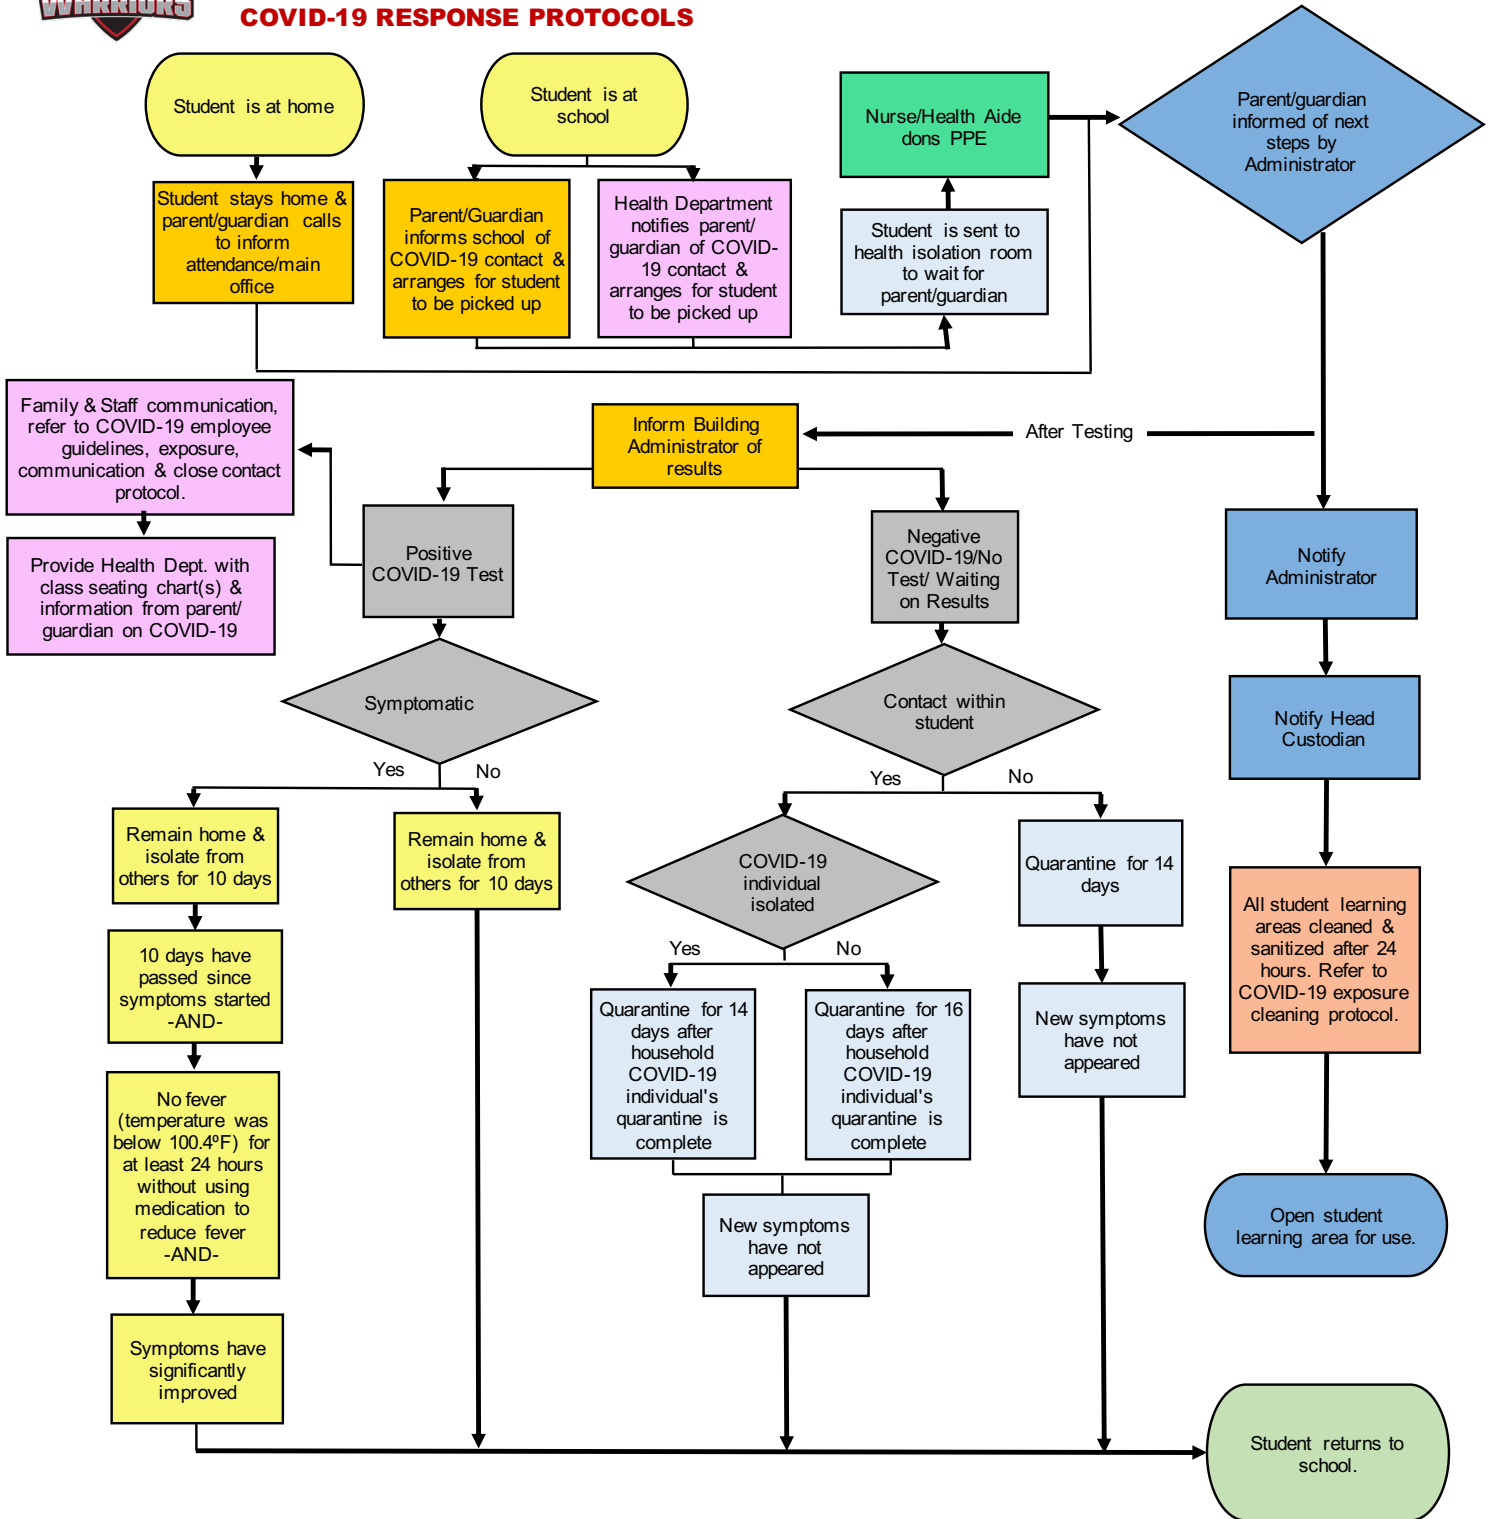 WARRIORS
COVID-19 RESPONSE PROTOCOLS
Student is at home
Student is at
school
Nurse/Health Aide
dons PPE
Parent/guardian
informed of next
steps by
Administrator
Student stays home &
parent/guardian calls
to inform
attendance/main
office
Parent/Guardian
informs school of
COVID-19 contact &
arranges for student
to be picked up
Health Department
notifies parent/
guardian of COVID-
19 contact &
arranges for student
to be picked up
Student is sent to
health isolation room
to wait for
parent/guardian
Family & Staff communication,
refer to COVID-19 employee
guidelines, exposure,
communication & close contact
protocol.
Inform Building
Administrator of
results
After Testing
Provide Health Dept. with
class seating chart(s) &
information from parent/
guardian on COVID-19
Positive
COVID-19 Test
Negative
COVID-19/No
Test/ Waiting
on Results
Notify
Administrator
Symptomatic
Contact within
student
Notify Head
Custodian
Yes
No
Yes
No
Remain home &
isolate from
others for 10 days
Remain home &
isolate from
others for 10 days
COVID-19
individual
isolated
Quarantine for 14
days
All student learning
areas cleaned &
sanitized after 24
hours. Refer to
COVID-19 exposure
cleaning protocol.
10 days have
passed since
symptoms started
-AND-
Yes
No
Quarantine for 14
days after
household
COVID-19
individual's
quarantine is
complete
Quarantine for 16
days after
household
COVID-19
individual's
quarantine is
complete
New symptoms
have not
appeared
No fever
(temperature was
below 100.4ºF) for
at least 24 hours
without using
medication to
reduce fever
-AND-
New symptoms
have not
appeared
Open student
learning area for use.
Symptoms have
significantly
improved
Student returns to
school.